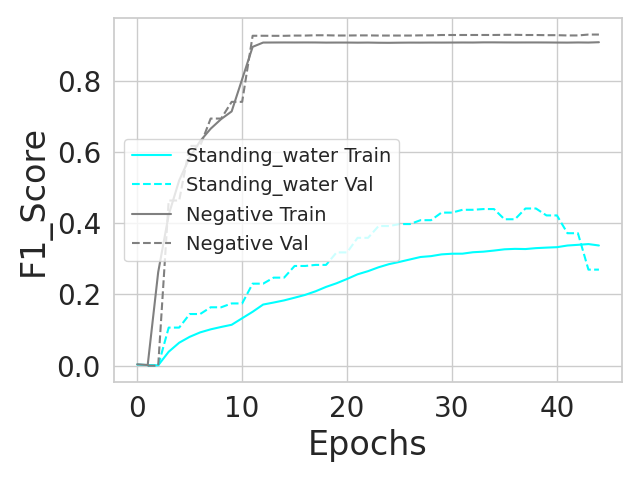 F1_Score
0.8
0.6
0.4
0.2
0.0
Standing_water Train
Standing_water Val
Negative Train
Negative Val
0 10 20 30 40
Epochs